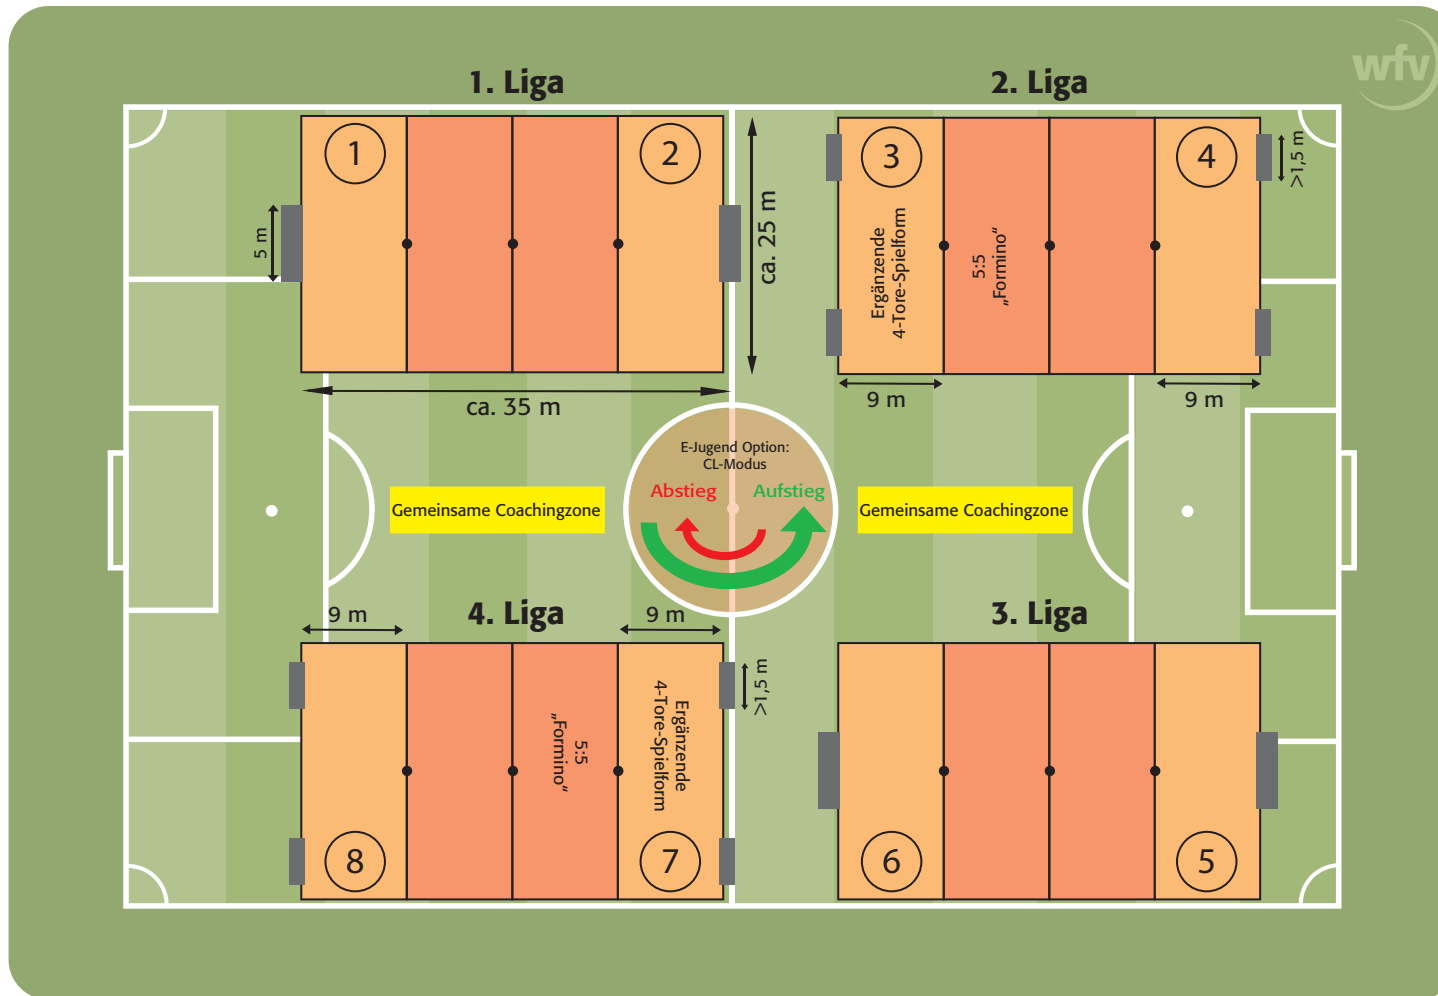 wfv
1. Liga
2. Liga
1
2
3
4
5 m
ca. 25 m
>1,5 m
Ergänzende
4-Tore-Spielform
5:5
„Formino“
ca. 35 m
9 m
9 m
E-Jugend Option:
CL-Modus
Abstieg
Aufstieg
Gemeinsame Coachingzone
Gemeinsame Coachingzone
4. Liga
3. Liga
9 m
9 m
>1,5 m
5:5
„Formino“
Ergänzende
4-Tore-Spielform
8
7
6
5